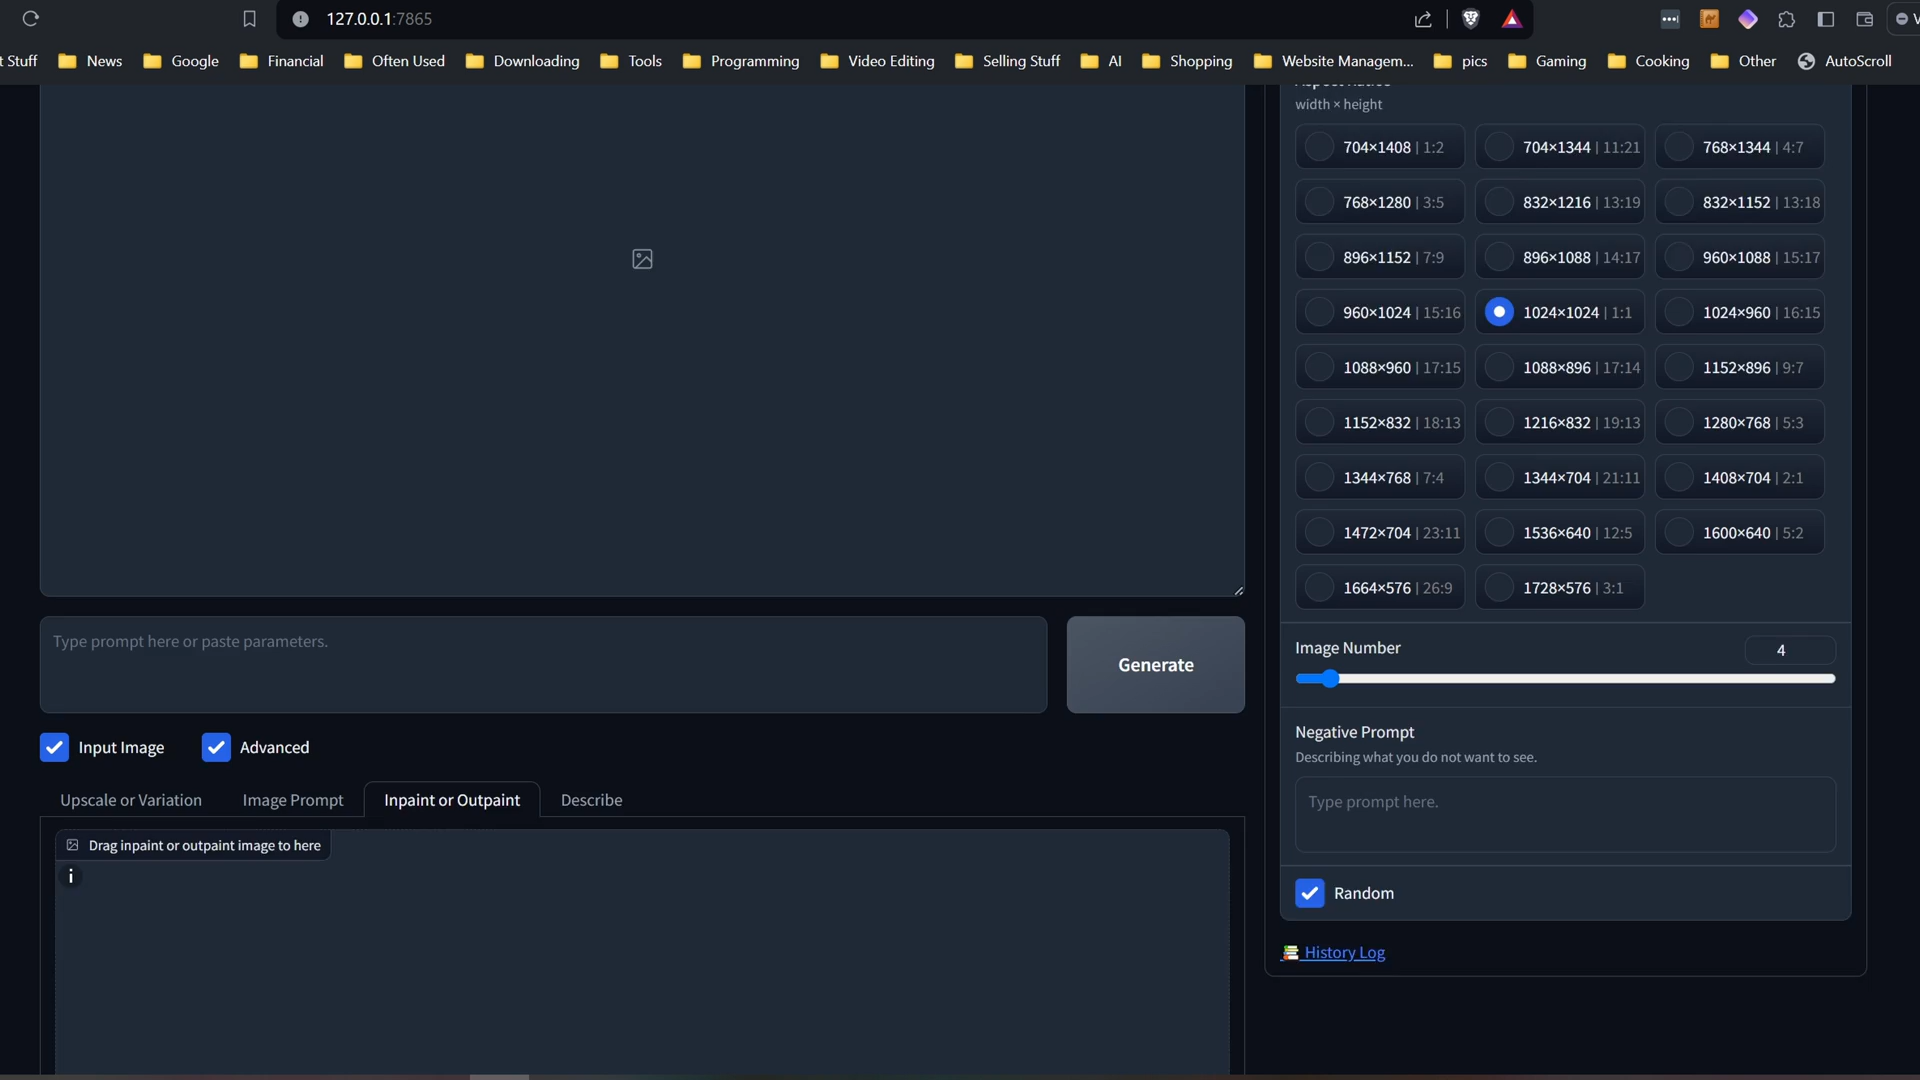 127.0.0.1:7865
t Stuff News Google Financial Often Used Downloading Tools Programming Video Editing Selling Stuff AI Shopping Website Managem... pics Gaming Cooking Other AutoScroll
Aspect Ratios
width × height
704×1408 | 1:2 704×1344 | 11:21 768×1344 | 4:7
768×1280 | 3:5 832×1216 | 13:19 832×1152 | 13:18
896×1152 | 7:9 896×1088 | 14:17 960×1088 | 15:17
960×1024 | 15:16 1024×1024 | 1:1 1024×960 | 16:15
1088×960 | 17:15 1088×896 | 17:14 1152×896 | 9:7
1152×832 | 18:13 1216×832 | 19:13 1280×768 | 5:3
1344×768 | 7:4 1344×704 | 21:11 1408×704 | 2:1
1472×704 | 23:11 1536×640 | 12:5 1600×640 | 5:2
1664×576 | 26:9 1728×576 | 3:1
Type prompt here or paste parameters.
Generate
Input Image Advanced
Upscale or Variation Image Prompt Inpaint or Outpaint Describe
Drag inpaint or outpaint image to here
i
Image Number 4
Negative Prompt
Describing what you do not want to see.
Type prompt here.
Random
History Log